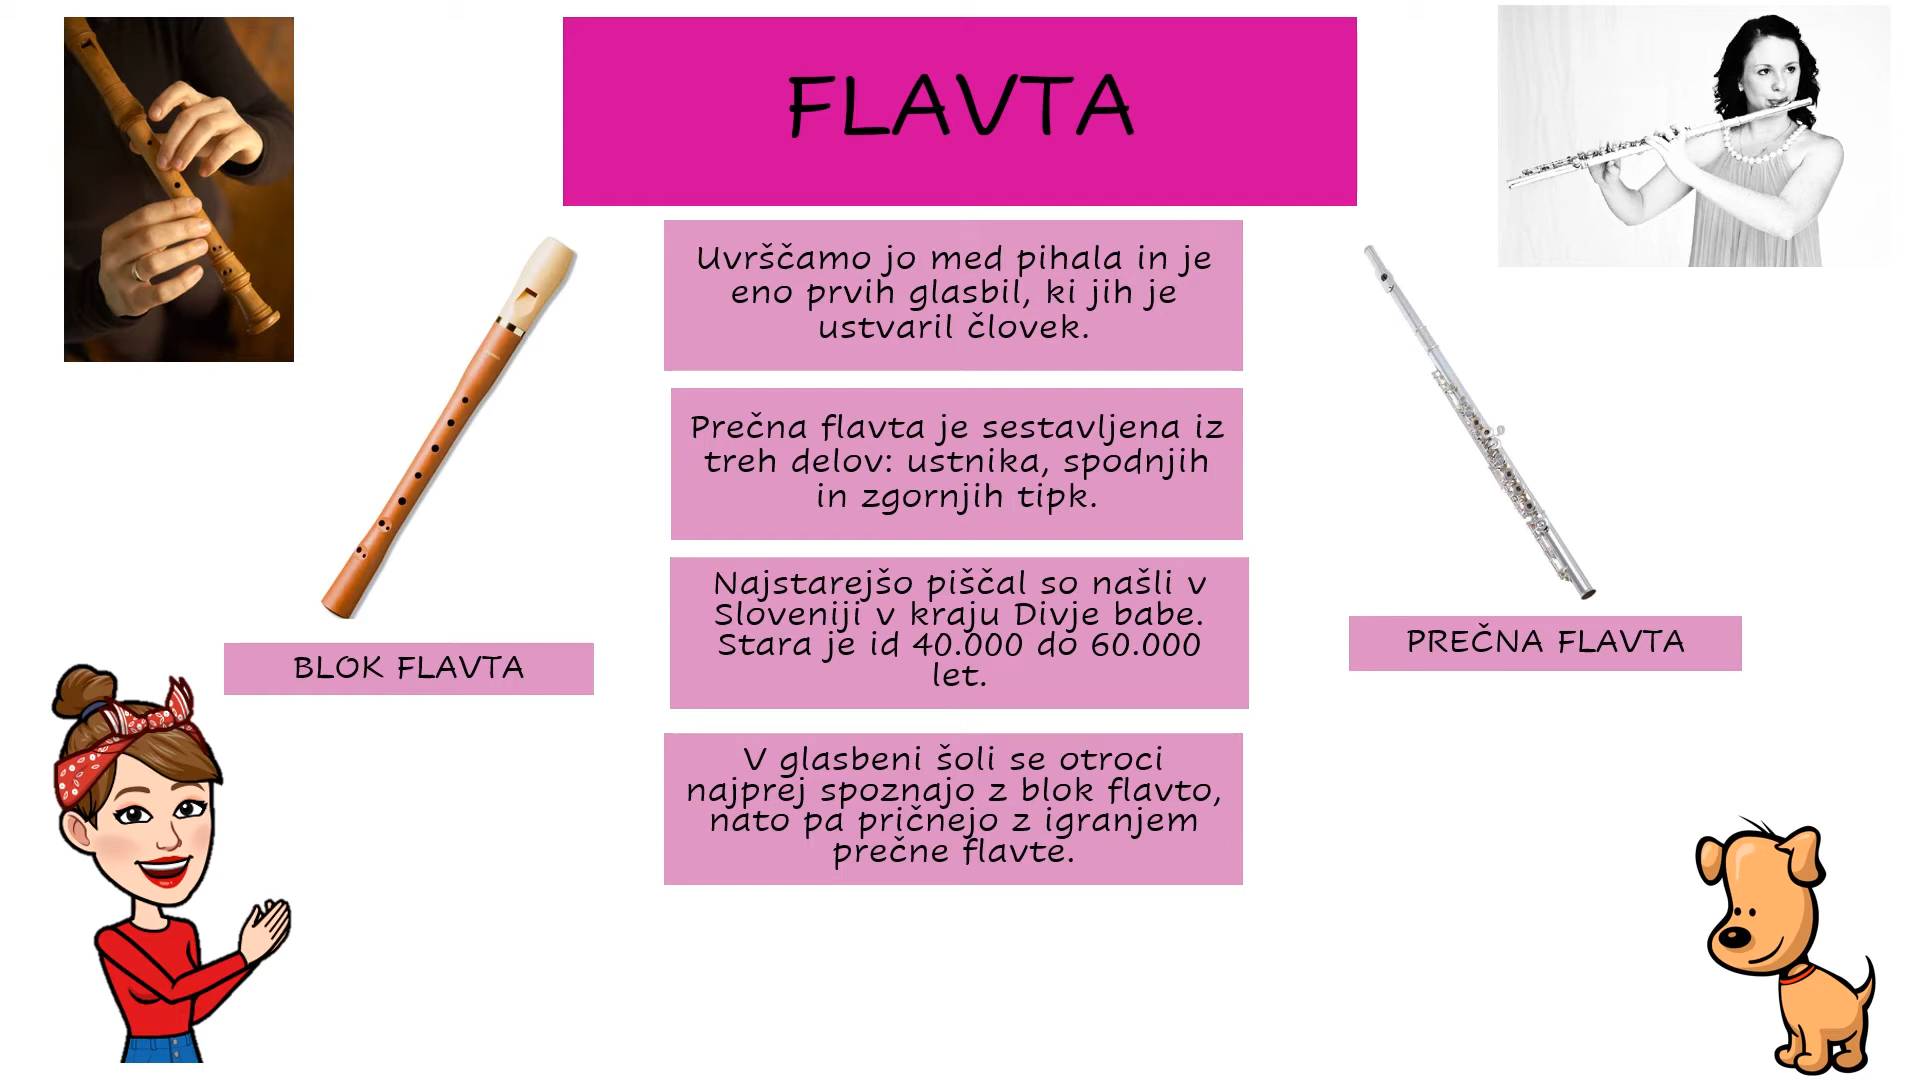 FLAVTA
Uvrščamo jo med pihala in je
eno prvih glasbil, ki jih je
ustvaril človek.
Prečna flavta je sestavljena iz
treh delov: ustnika, spodnjih
in zgornjih tipk.
Najstarejšo piščal so našli v
Sloveniji v kraju Divje babe.
Stara je id 40.000 do 60.000
let.
V glasbeni šoli se otroci
najprej spoznajo z blok flavto,
nato pa pričnejo z igranjem
prečne flavte.
BLOK FLAVTA
PREČNA FLAVTA